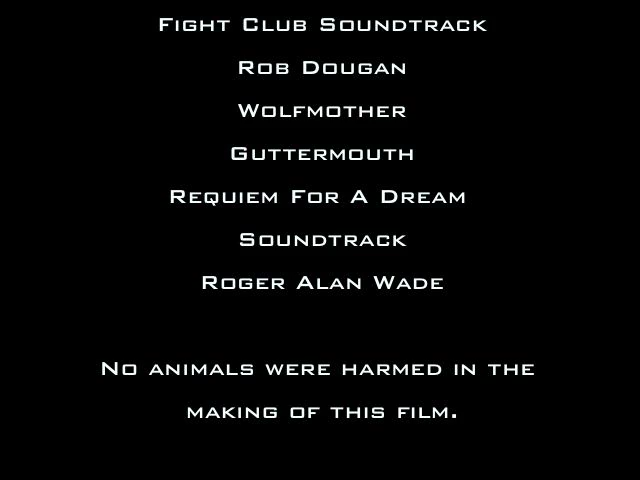 Fight Club Soundtrack
Rob Dougan
Wolfmother
Guttermouth
Requiem For A Dream
Soundtrack
Roger Alan Wade
No animals were harmed in the
making of this film.